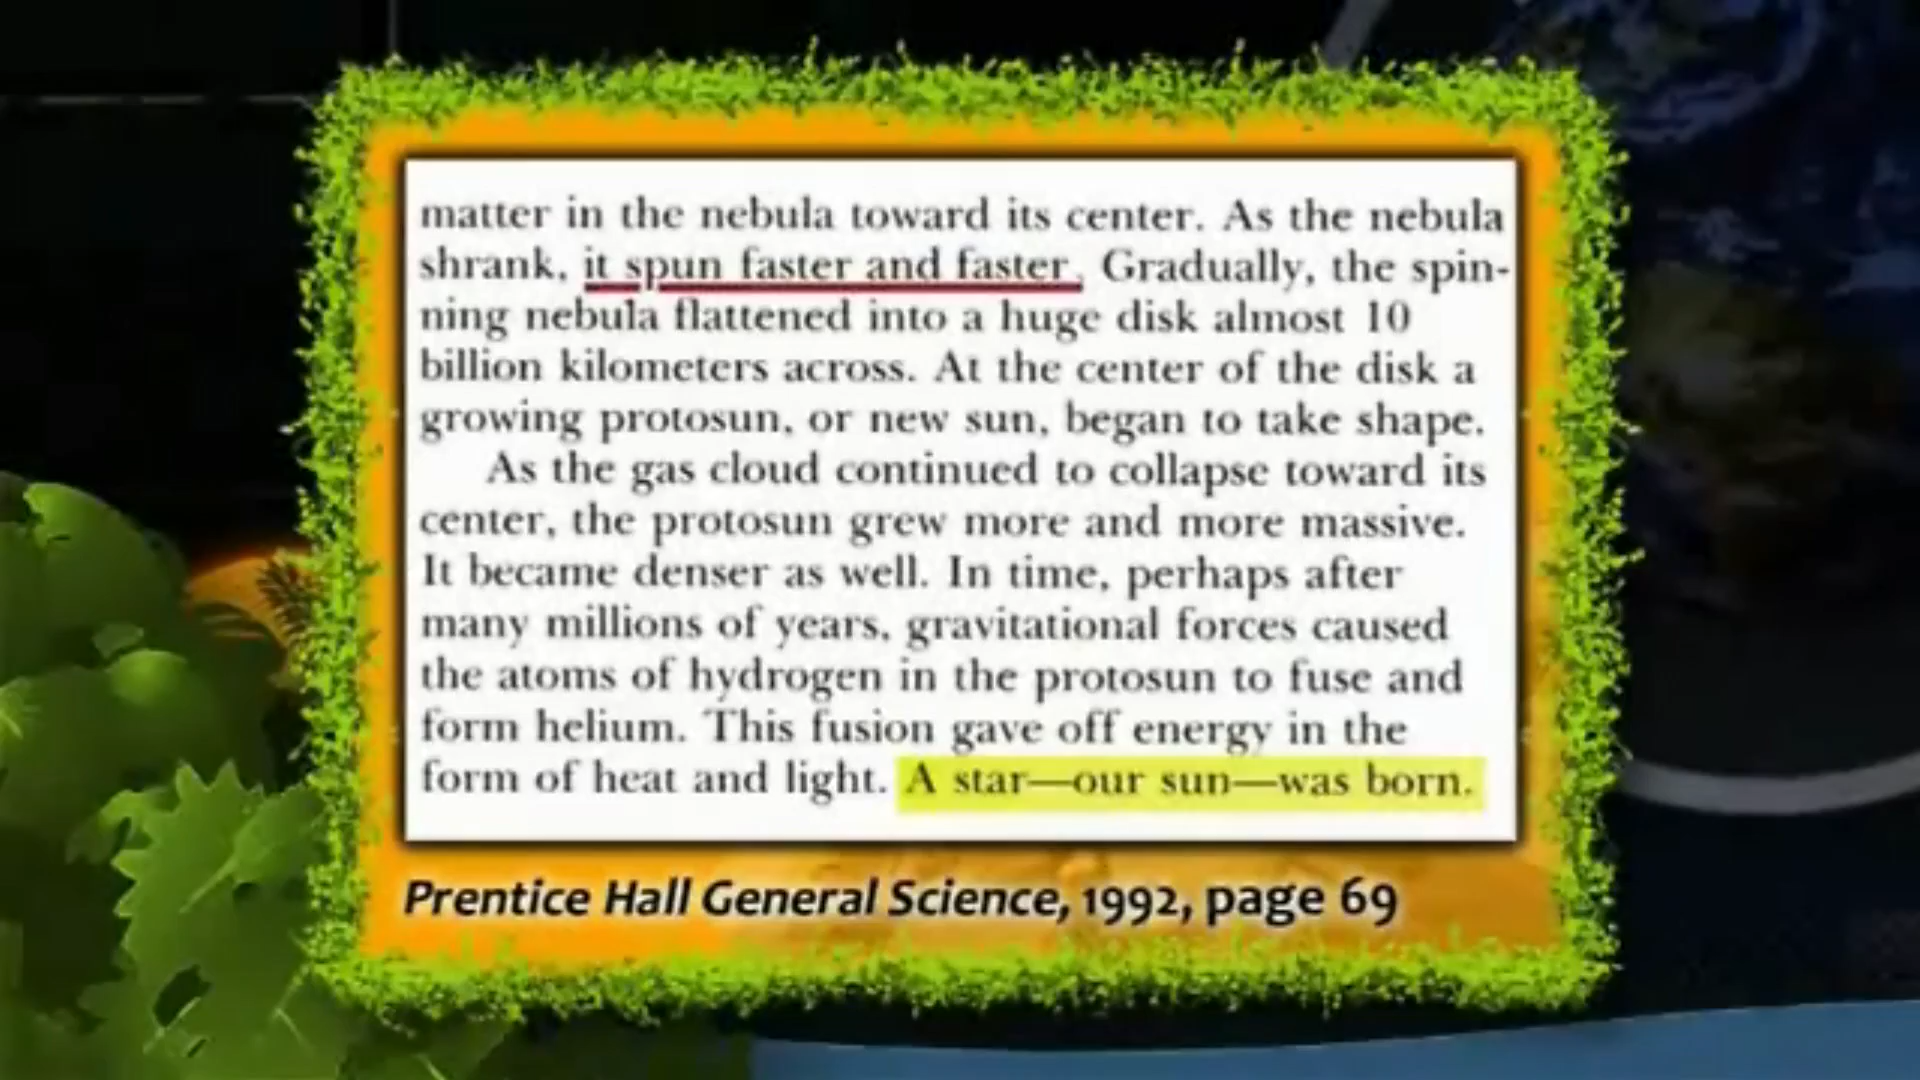 matter in the nebula toward its center. As the nebula
shrank, it spun faster and faster. Gradually, the spin-
ning nebula flattened into a huge disk almost 10
billion kilometers across. At the center of the disk a
growing protosun, or new sun, began to take shape.
As the gas cloud continued to collapse toward its
center, the protosun grew more and more massive.
It became denser as well. In time, perhaps after
many millions of years, gravitational forces caused
the atoms of hydrogen in the protosun to fuse and
form helium. This fusion gave off energy in the
form of heat and light. A star—our sun—was born.
Prentice Hall General Science, 1992, page 69